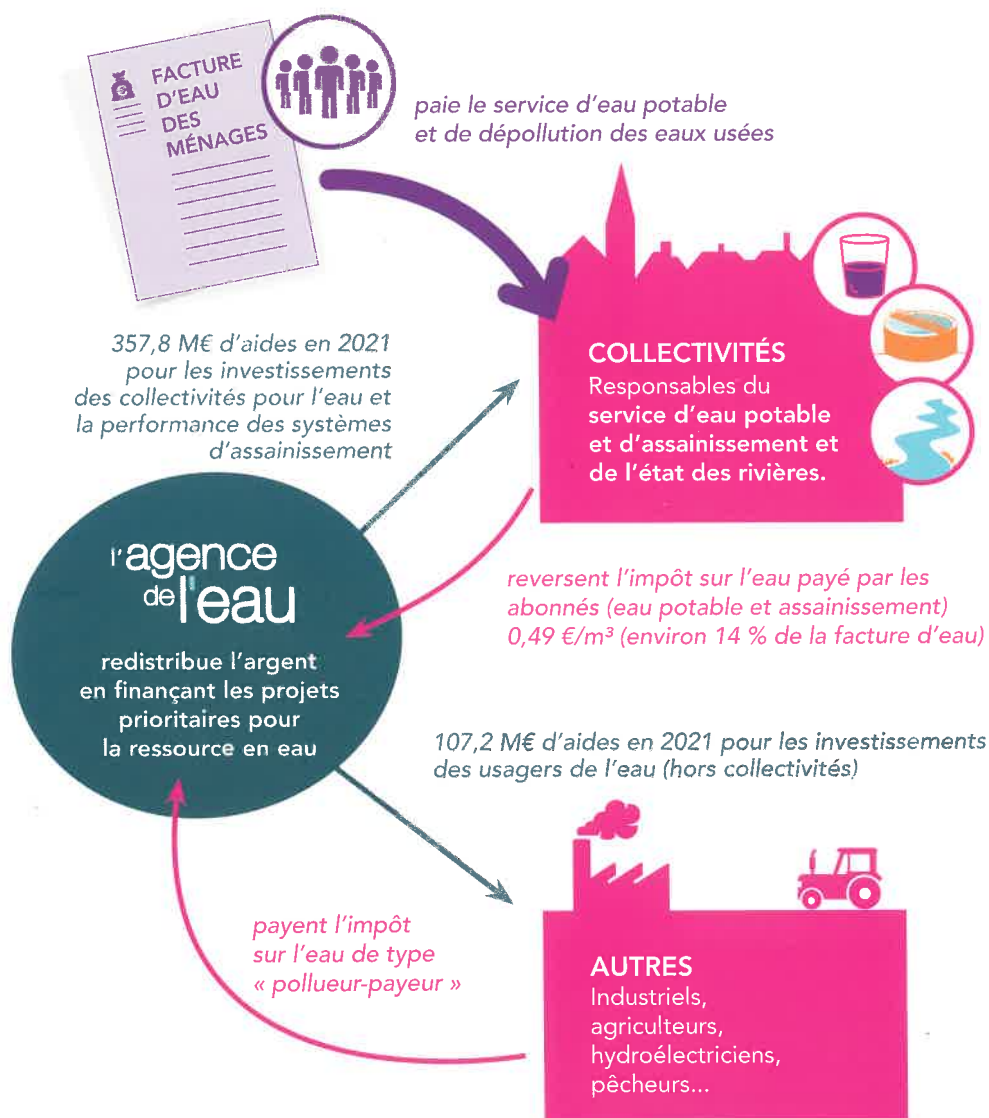 FACTURE
D'EAU
DES
MÉNAGES
paie le service d'eau potable
et de dépollution des eaux usées
357,8 M€ d'aides en 2021
pour les investissements
des collectivités pour l'eau et
la performance des systèmes
d'assainissement
COLLECTIVITÉS
Responsables du
service d'eau potable
et d'assainissement et
de l'état des rivières.
l'agence
de l'eau
redistribue l'argent
en finançant les projets
prioritaires pour
la ressource en eau
reversent l'impôt sur l'eau payé par les
abonnés (eau potable et assainissement)
0,49 €/m³ (environ 14 % de la facture d'eau)
107,2 M€ d'aides en 2021 pour les investissements
des usagers de l'eau (hors collectivités)
payent l'impôt
sur l'eau de type
« pollueur-payeur »
AUTRES
Industriels,
agriculteurs,
hydroélectriciens,
pêcheurs...